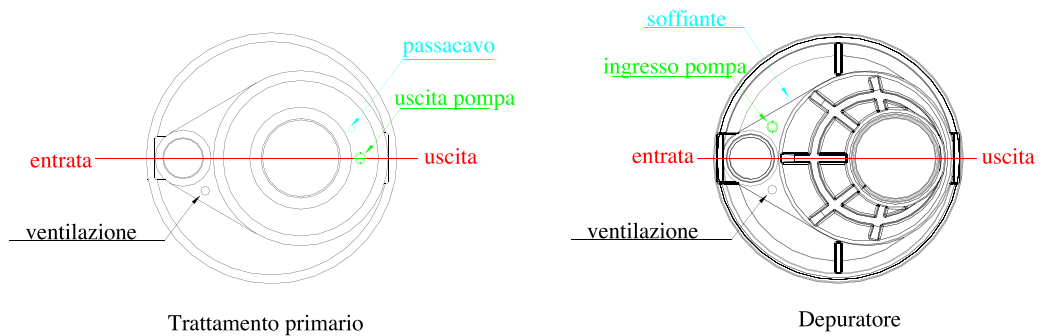 passacavo
uscita pompa
entrata
uscita
ventilazione
Trattamento primario
soffiante
ingresso pompa
entrata
uscita
ventilazione
Depuratore